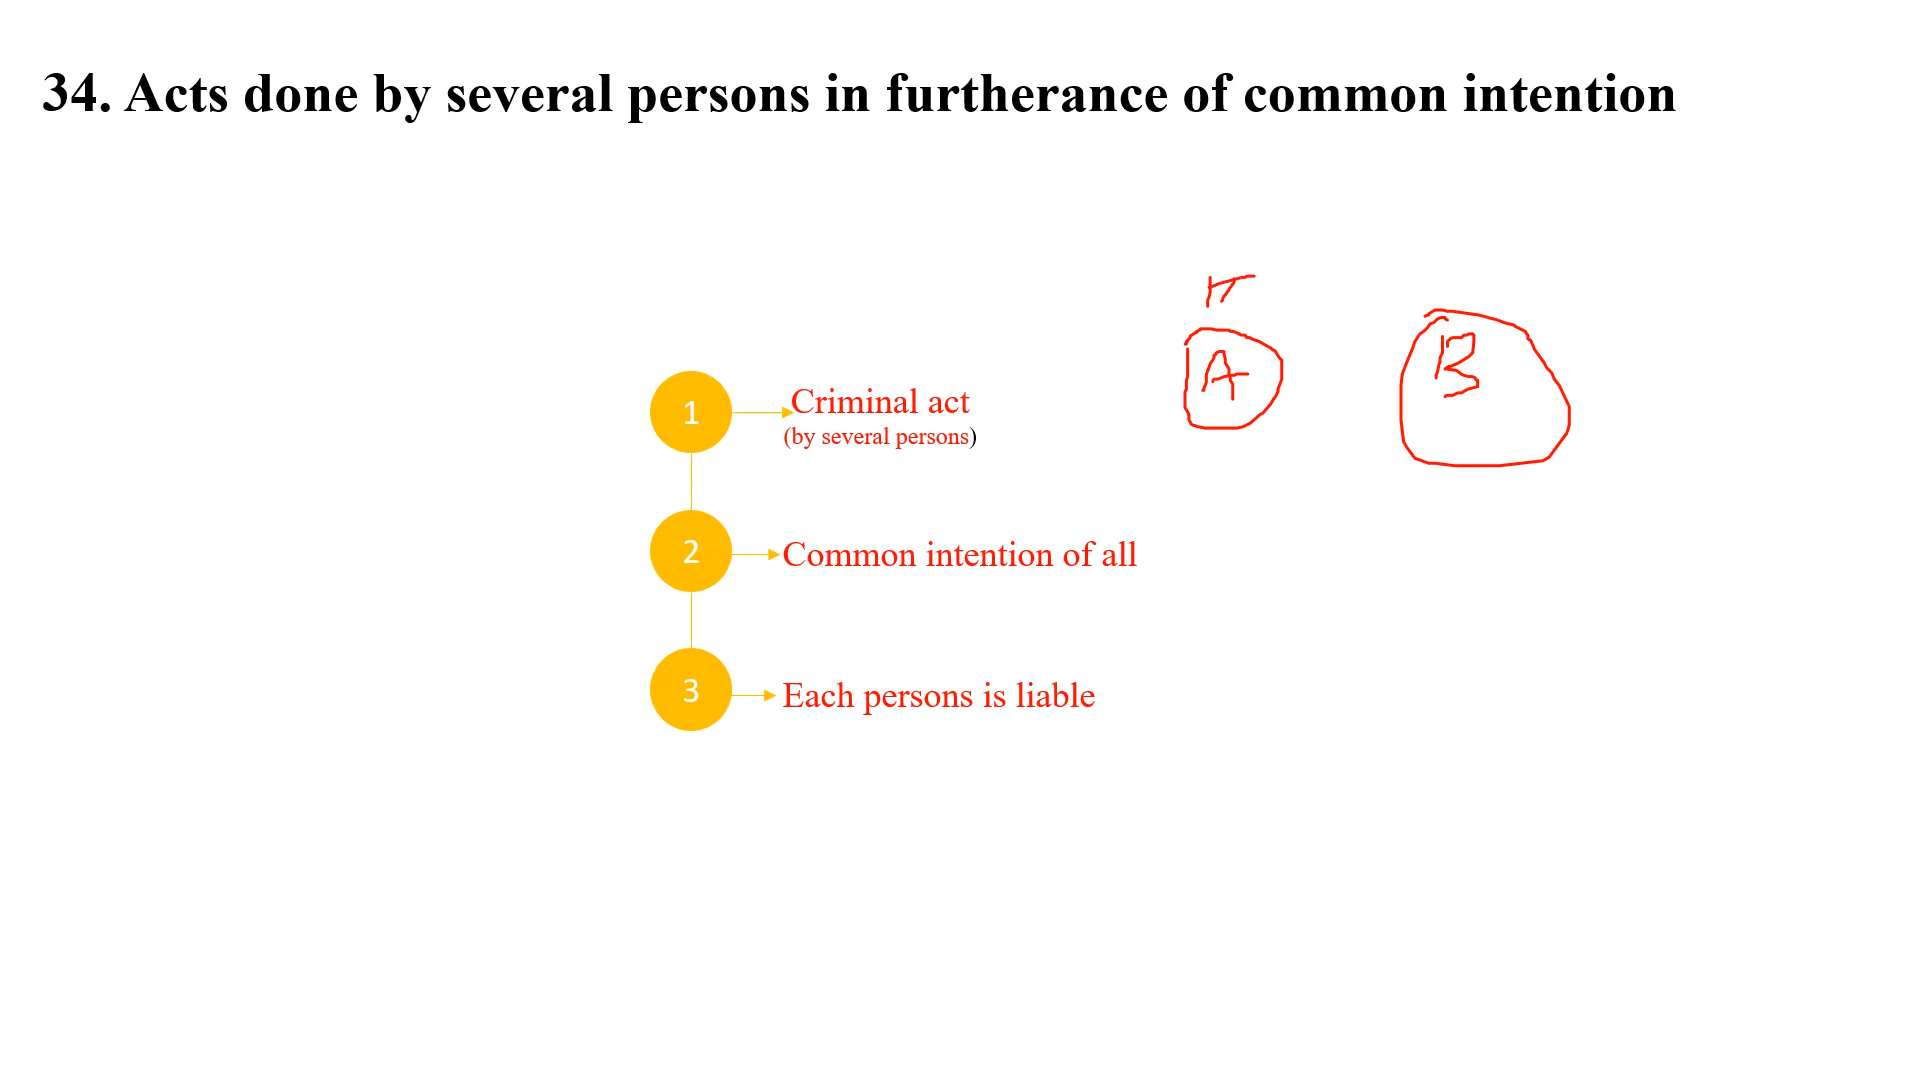 34. Acts done by several persons in furtherance of common intention
1
Criminal act
(by several persons)
2
Common intention of all
3
Each persons is liable
A
B